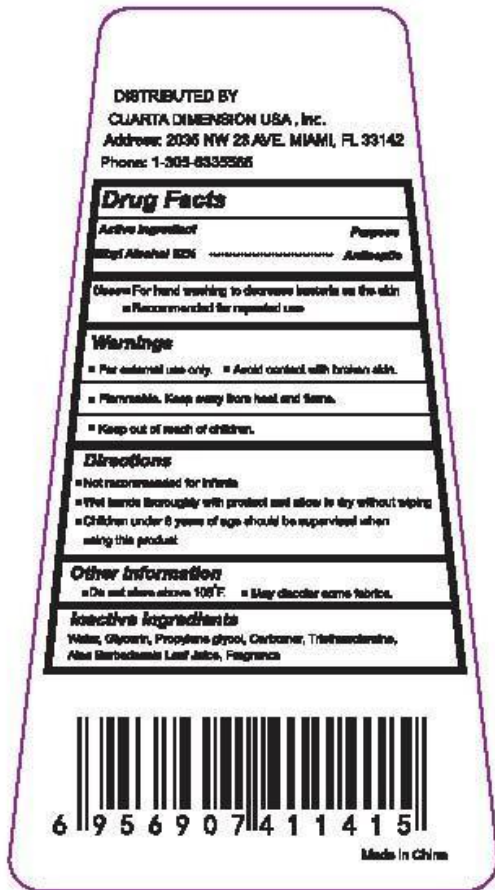 DISTRIBUTED BY
CUARTA DIMENSION USA , Inc.
Address: 2035 NW 28 AVE. MIAMI, FL 33142
Phone: 1-305-6335565
Drug Facts
Active Ingredient Purpose
Ethyl Alcohol Antiseptic
Uses ▪ For hand washing to decrease bacteria on the skin
▪ Recommended for repeated use
Warnings
▪ For external use only. ▪ Avoid contact with broken skin.
▪ Flammable. Keep away from heat and flame.
▪ Keep out of reach of children.
Directions
▪ Not recommended for infants
▪ Wet hands thoroughly with product and allow to dry without wiping
▪ Children under 6 years of age should be supervised when
using this product
Other Information
▪ Do not store above ▪ May discolor some fabrics.
Inactive Ingredients
Water, Glycerin, Propylene glycol, Carbomer, Triethanolamine,
Aloe Barbadensis Leaf Juice, Fragrance
6 956907 411415
Made in China